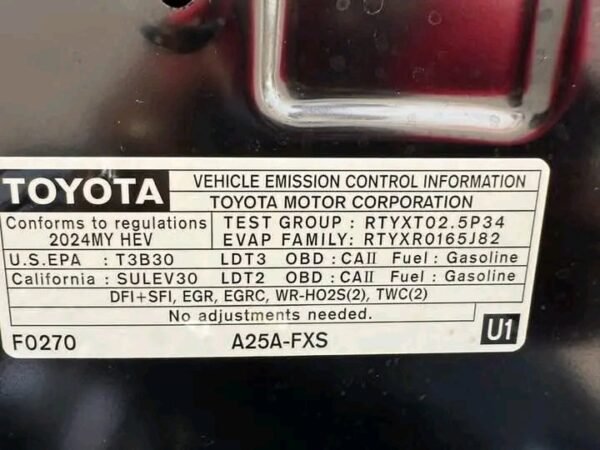 TOYOTA VEHICLE EMISSION CONTROL INFORMATION
TOYOTA MOTOR CORPORATION
Conforms to regulations TEST GROUP : RTYXT02.5P34
2024MY HEV EVAP FAMILY: RTYXR0165J82
U.S.EPA : T3B30 LDT3 OBD : CAII Fuel : Gasoline
California : SULEV30 LDT2 OBD : CAII Fuel : Gasoline
DFI+SFI, EGR, EGRC, WR-HO2S(2), TWC(2)
No adjustments needed.
F0270 A25A-FXS U1